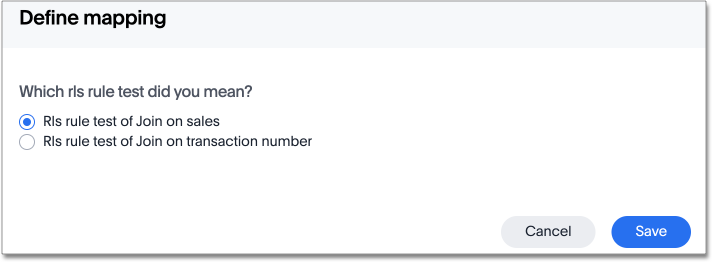 Define mapping
Which rls rule test did you mean?
Rls rule test of Join on sales
Rls rule test of Join on transaction number
Cancel Save